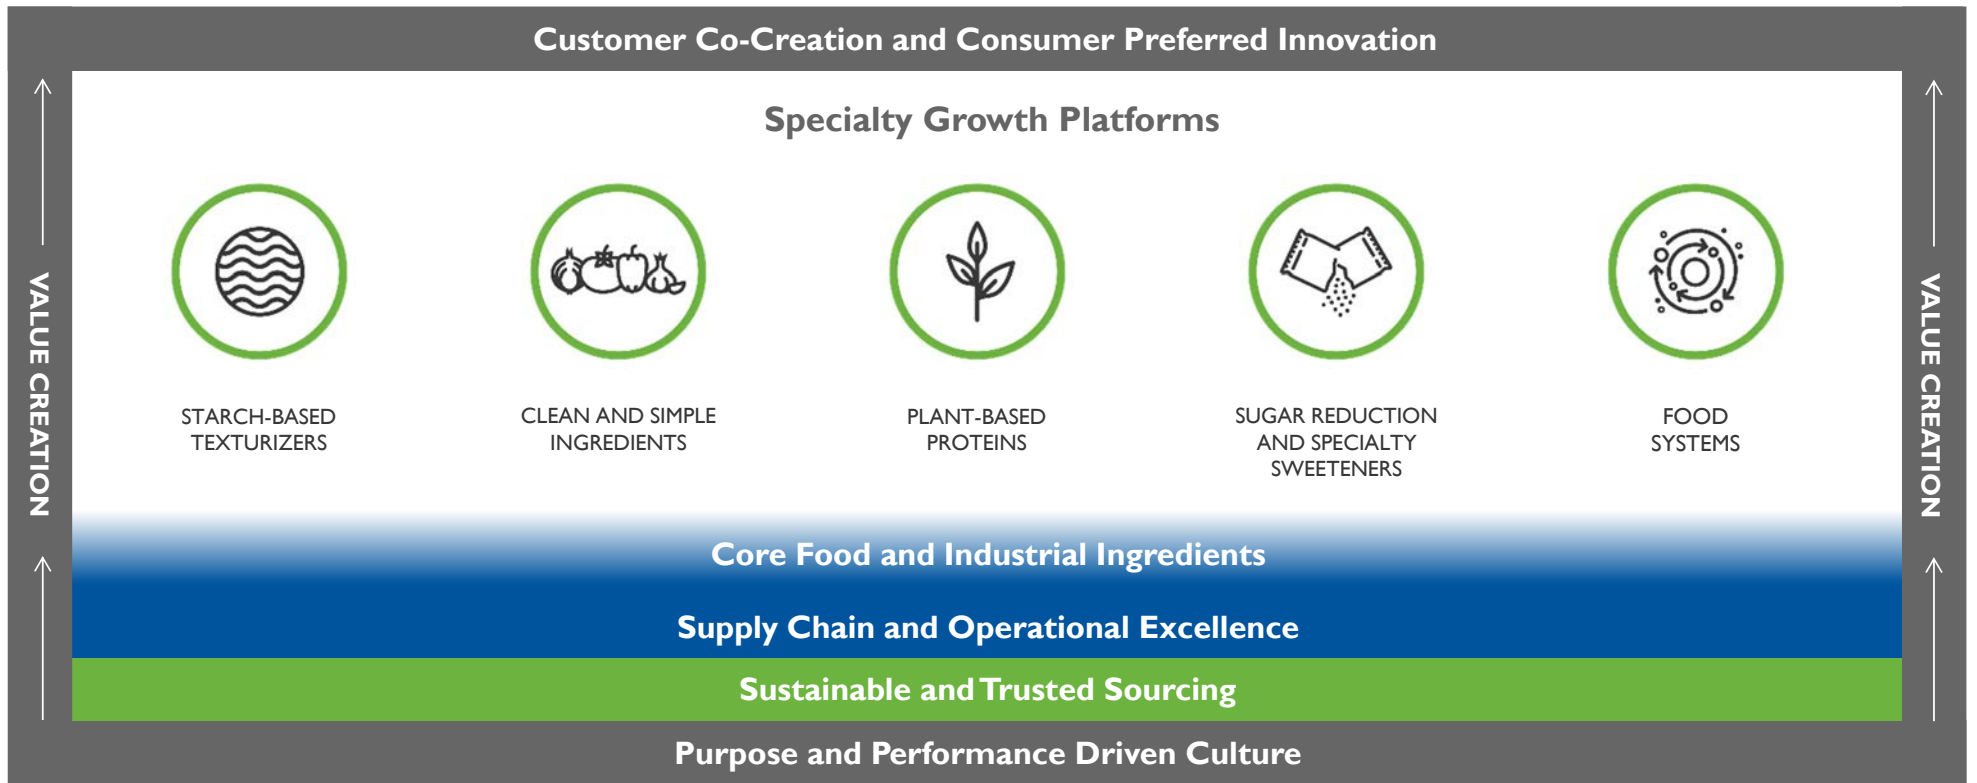 Customer Co-Creation and Consumer Preferred Innovation
Specialty Growth Platforms
VALUE CREATION
STARCH-BASED
TEXTURIZERS
CLEAN AND SIMPLE
INGREDIENTS
PLANT-BASED
PROTEINS
SUGAR REDUCTION
AND SPECIALTY
SWEETENERS
FOOD
SYSTEMS
VALUE CREATION
Core Food and Industrial Ingredients
Supply Chain and Operational Excellence
Sustainable and Trusted Sourcing
Purpose and Performance Driven Culture